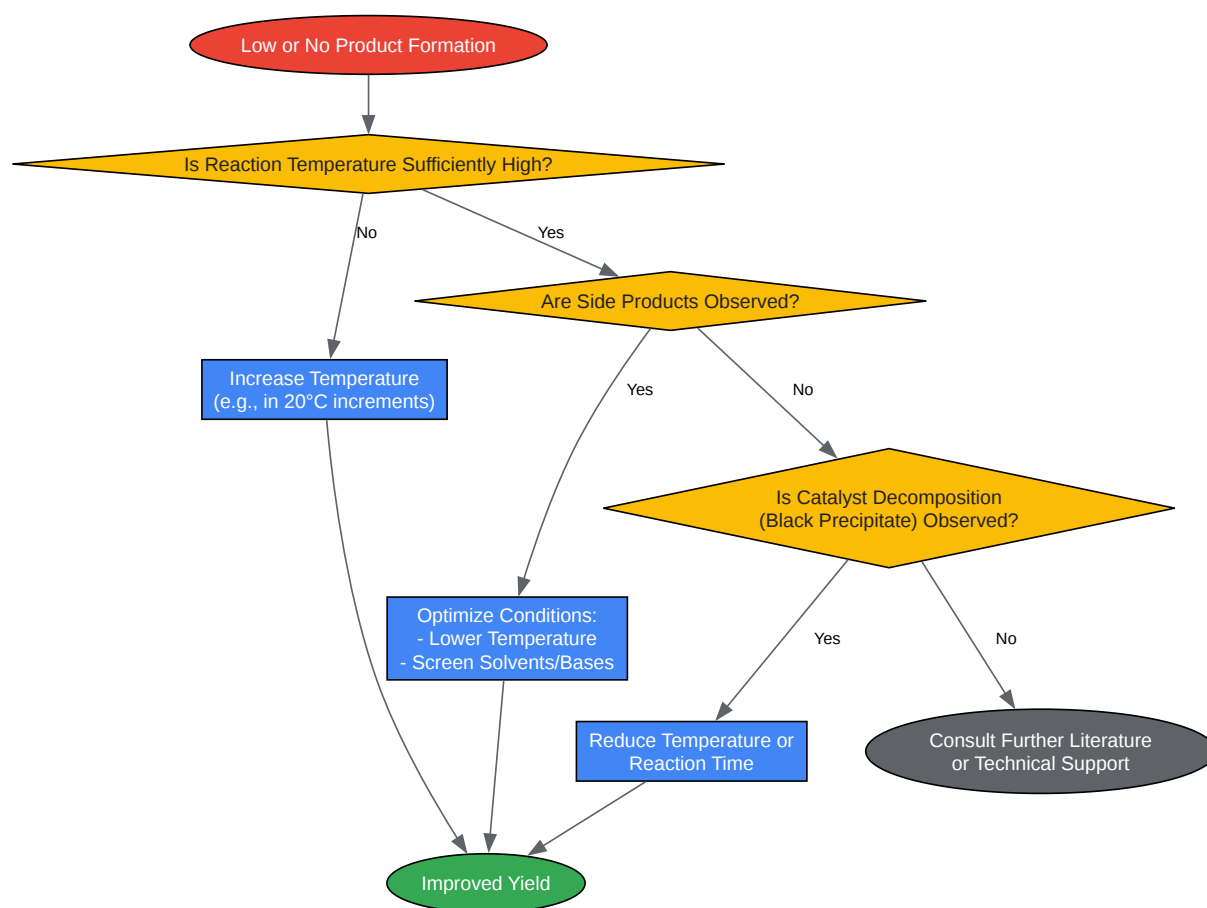 Low or No Product Formation
Is Reaction Temperature Sufficiently High?
No
Yes
Are Side Products Observed?
Increase Temperature
(e.g., in 20°C increments)
Yes
No
Is Catalyst Decomposition
(Black Precipitate) Observed?
Optimize Conditions:
- Lower Temperature
- Screen Solvents/Bases
Yes
No
Reduce Temperature or
Reaction Time
Consult Further Literature
or Technical Support
Improved Yield